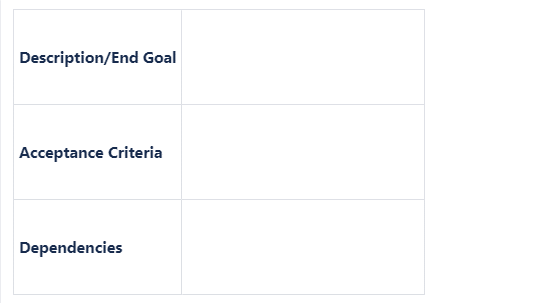 Description/End Goal
Acceptance Criteria
Dependencies